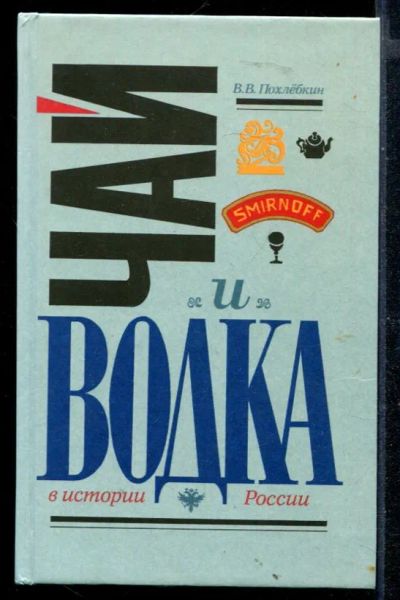 В. В. Похлёбкин
ЧАЙ
SMIRNOFF
и
ВОДКА
в истории России